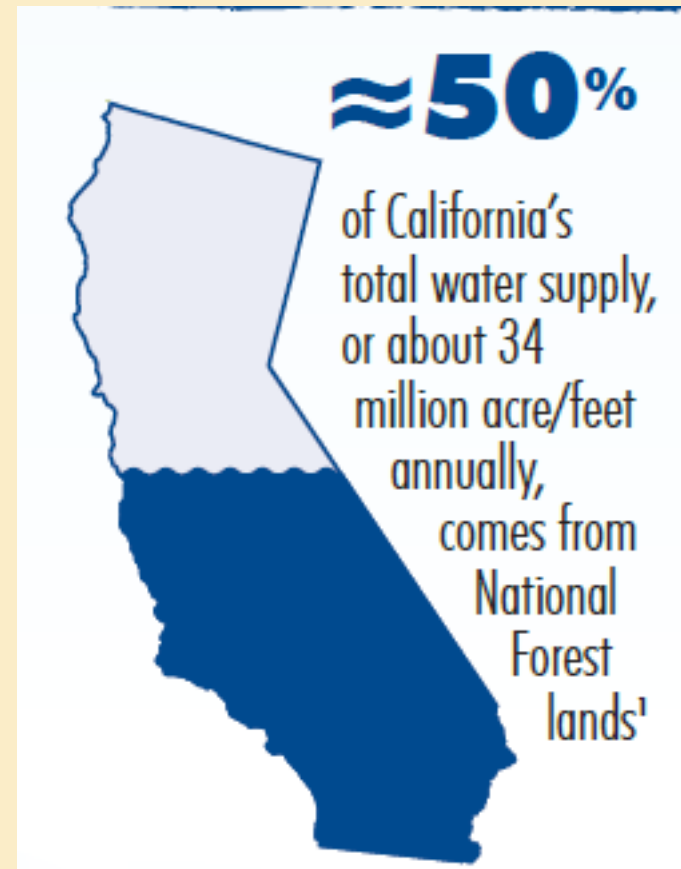 ≈50%
of California's
total water supply,
or about 34
million acre/feet
annually,
comes from
National
Forest
lands¹